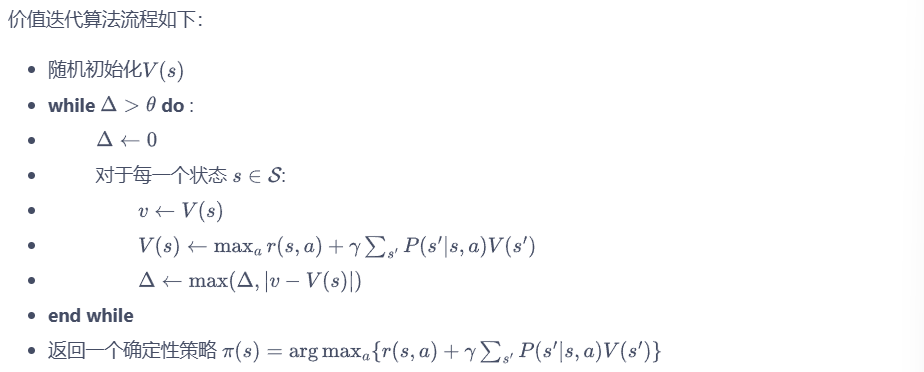 价值迭代算法流程如下：
• 随机初始化V(s)
• while Δ > θ do :
• Δ ← 0
• 对于每一个状态 s ∈ 𝒮:
• v ← V(s)
• V(s) ← maxₐ r(s, a) + γ ∑ₛ′ P(s′|s, a)V(s′)
• Δ ← max(Δ, |v − V(s)|)
• end while
• 返回一个确定性策略 π(s) = arg maxₐ{r(s, a) + γ ∑ₛ′ P(s′|s, a)V(s′)}